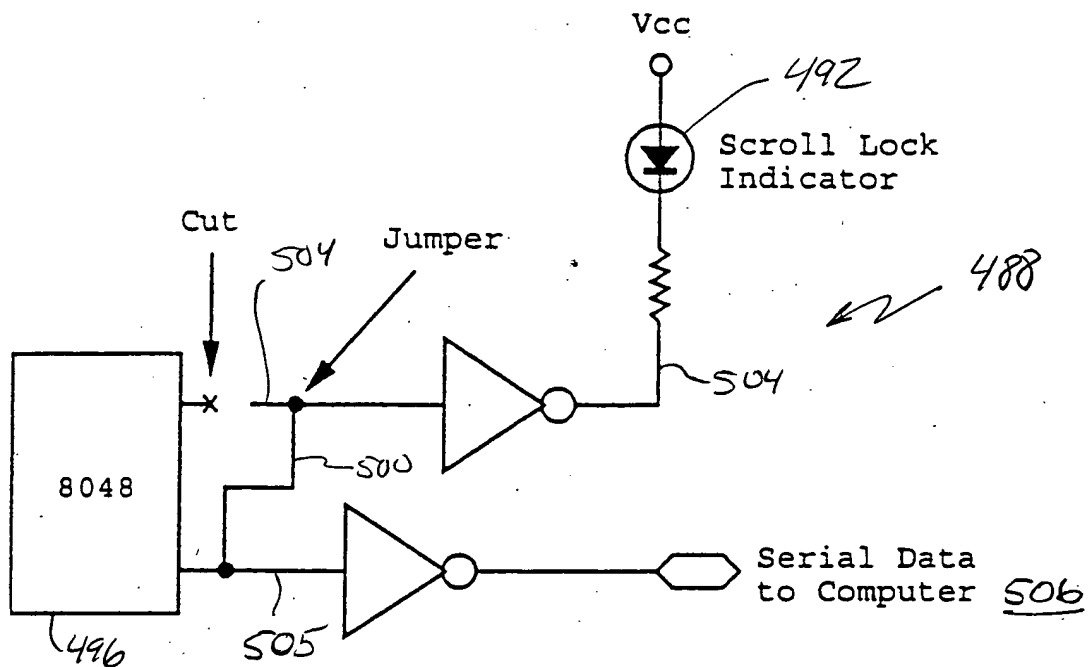 Vcc
492
Scroll Lock
Indicator
Cut
504
Jumper
488
504
8048
500
Serial Data
to Computer 506
496
505